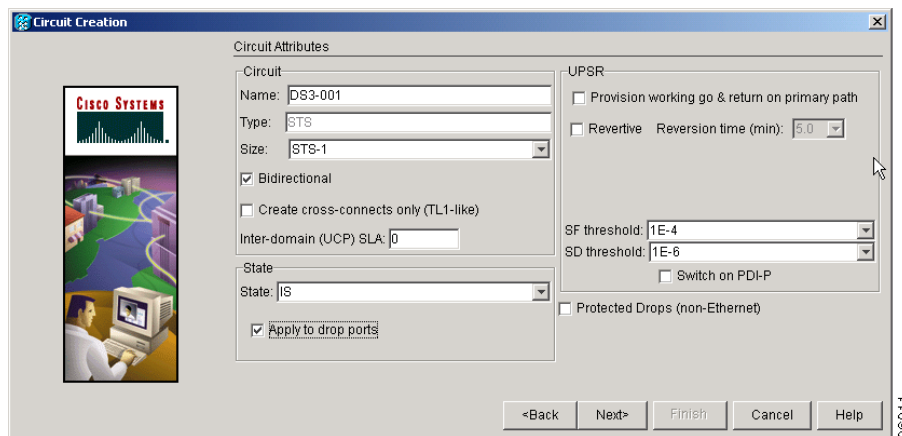 Circuit Creation
Circuit Attributes
CISCO SYSTEMS
Circuit
Name: DS3-001
Type: STS
Size: STS-1
Bidirectional
Create cross-connects only (TL1-like)
Inter-domain (UCP) SLA: 0
State
State: IS
Apply to drop ports
UPSR
Provision working go & return on primary path
Revertive Reversion time (min): 5.0
SF threshold: 1E-4
SD threshold: 1E-6
Switch on PDI-P
Protected Drops (non-Ethernet)
<Back Next> Finish Cancel Help